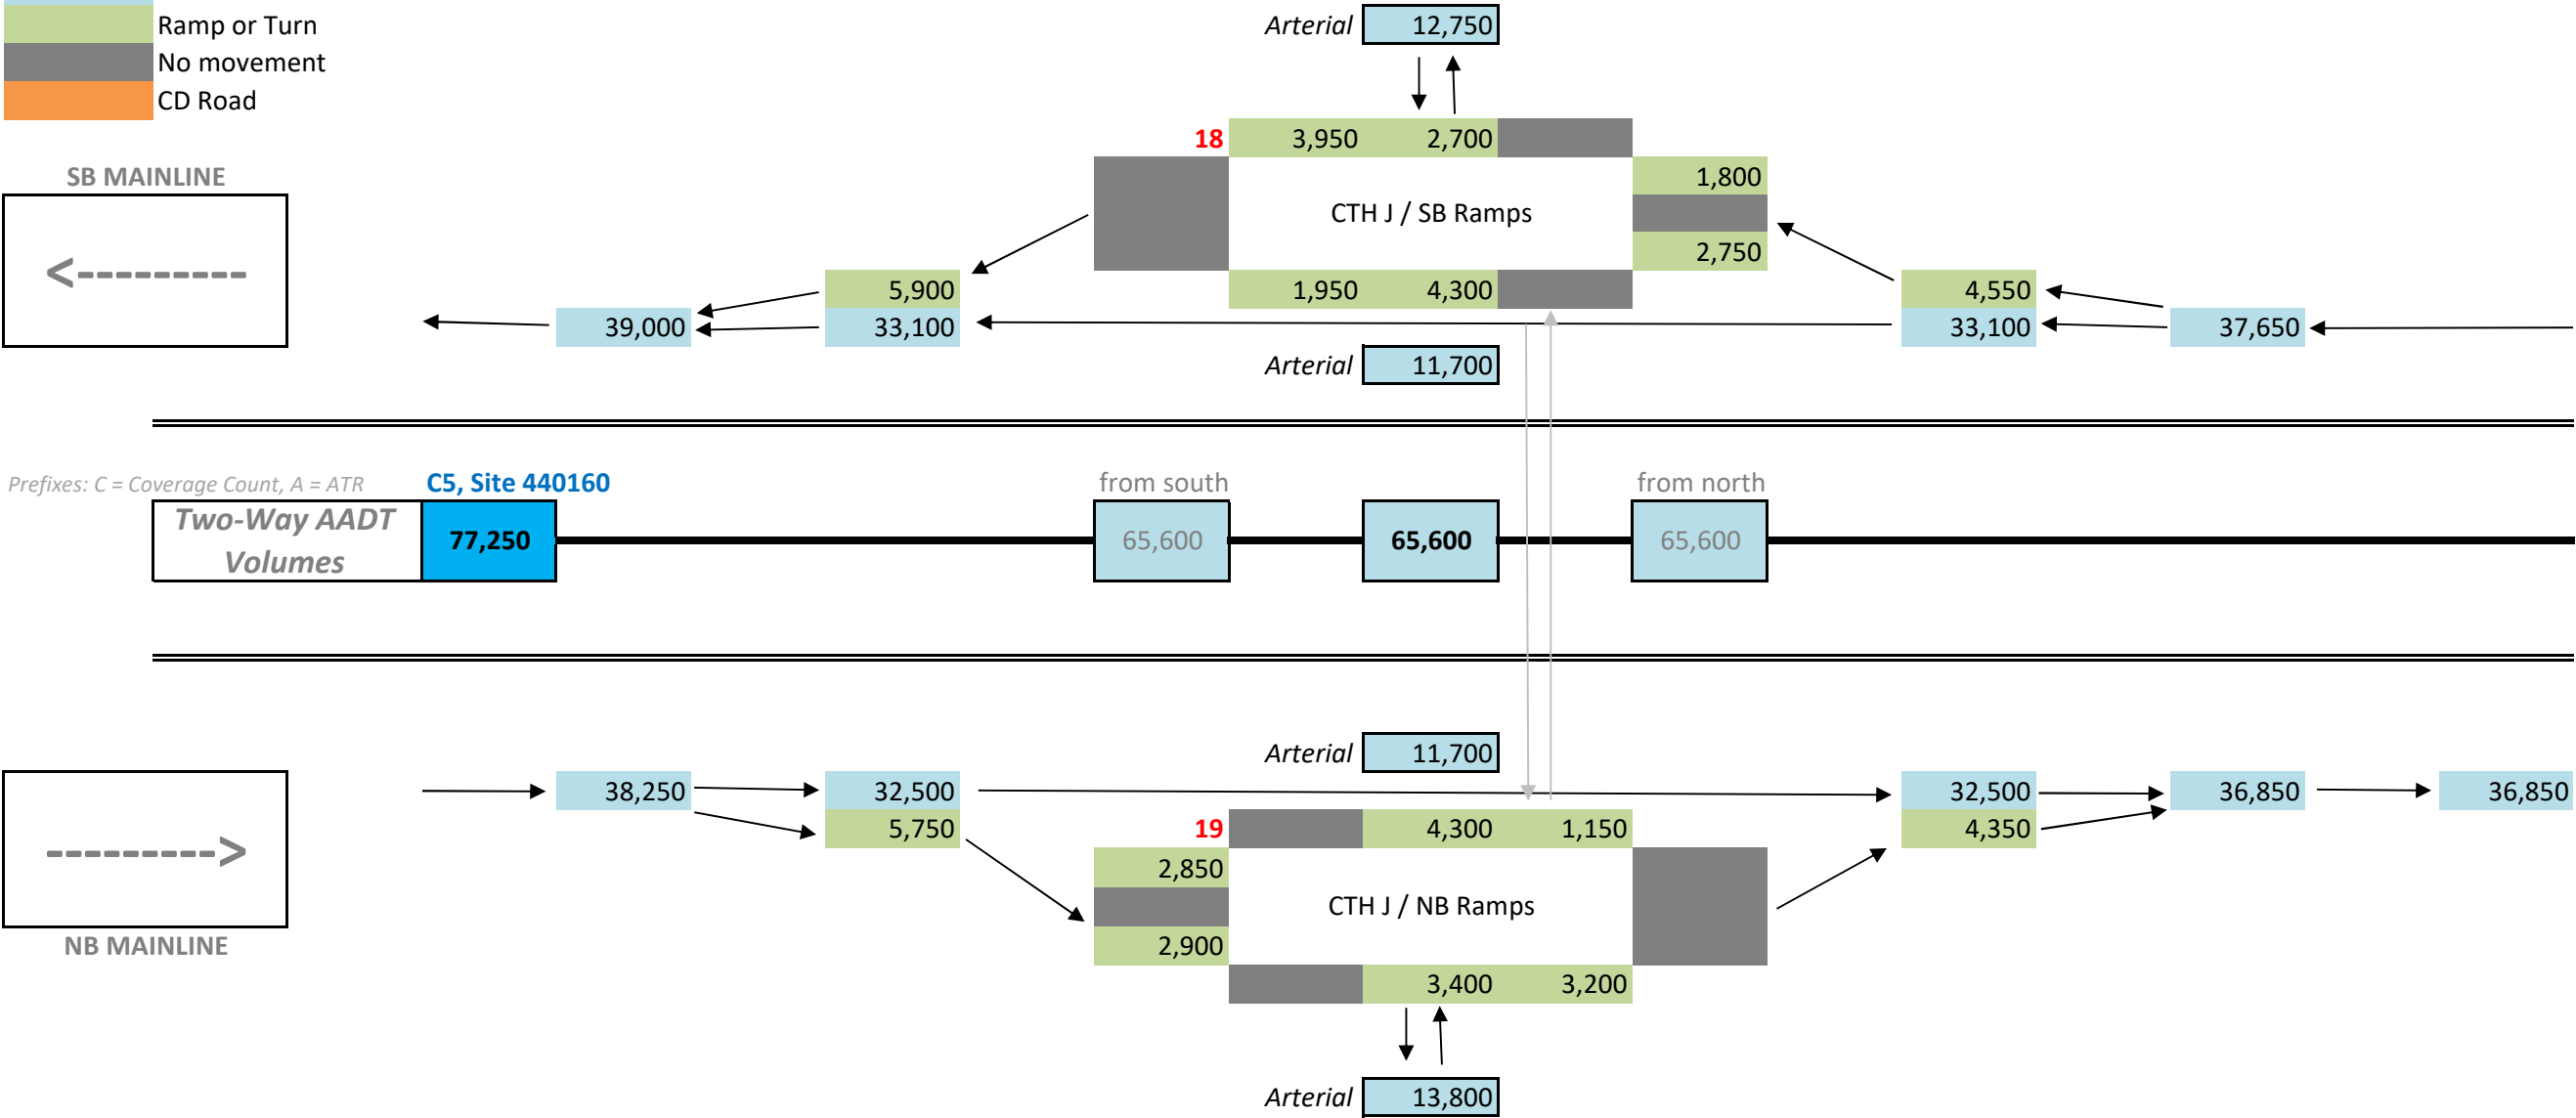 Ramp or Turn
No movement
CD Road
Arterial 12,750
18 3,950 2,700
SB MAINLINE
1,800
CTH J / SB Ramps
<---------
2,750
5,900 1,950 4,300 4,550
39,000 33,100 33,100 37,650
Arterial 11,700
Prefixes: C = Coverage Count, A = ATR C5, Site 440160 from south from north
Two-Way AADT
Volumes
77,250 65,600 65,600 65,600
Arterial 11,700
38,250 32,500 32,500 36,850 36,850
5,750 19 4,300 1,150 4,350
--------->
2,850
CTH J / NB Ramps
2,900
NB MAINLINE
3,400 3,200
Arterial 13,800